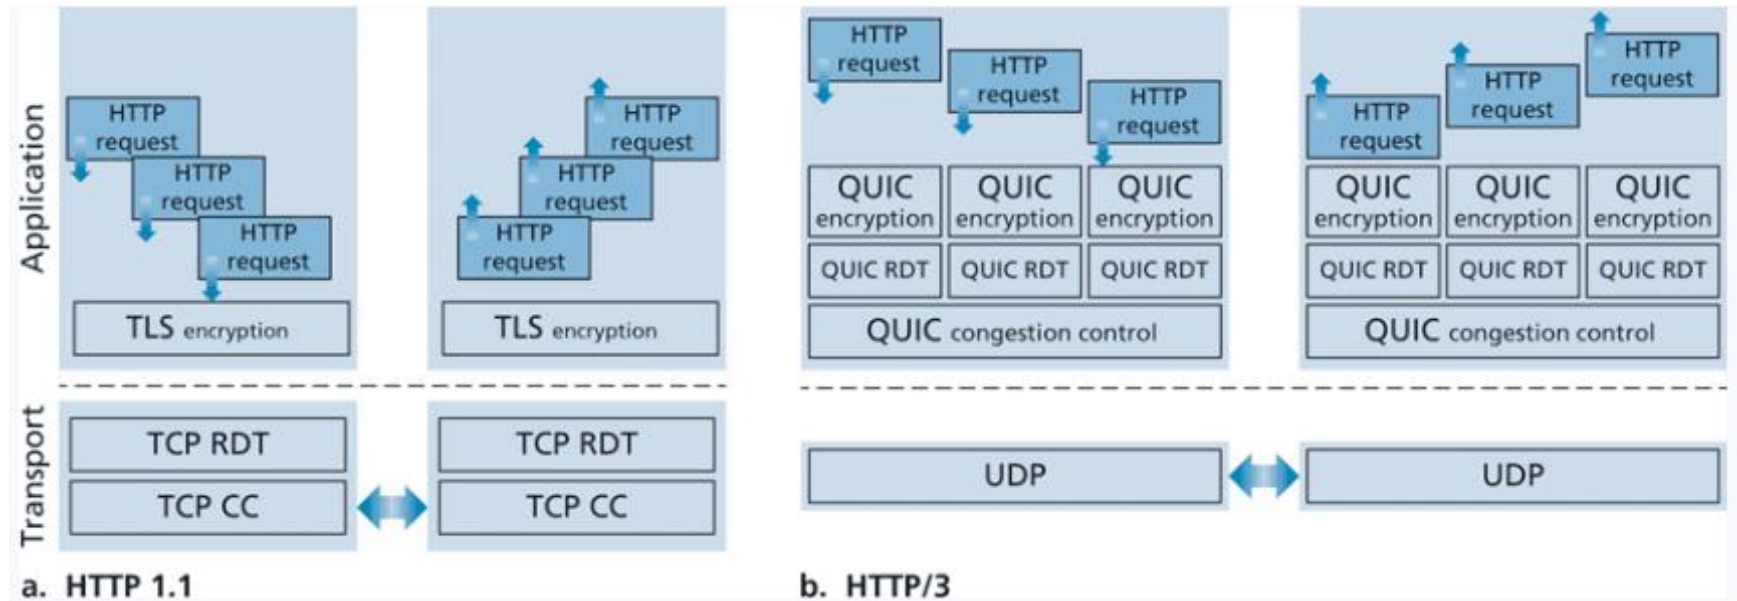 Application
HTTP
request
HTTP
request
HTTP
request
TLS encryption
HTTP
request
HTTP
request
HTTP
request
TLS encryption
Transport
TCP RDT
TCP CC
TCP RDT
TCP CC
a. HTTP 1.1
HTTP
request
HTTP
request
HTTP
request
QUIC
encryption
QUIC
encryption
QUIC
encryption
QUIC RDT
QUIC RDT
QUIC RDT
QUIC congestion control
HTTP
request
HTTP
request
HTTP
request
QUIC
encryption
QUIC
encryption
QUIC
encryption
QUIC RDT
QUIC RDT
QUIC RDT
QUIC congestion control
UDP
UDP
b. HTTP/3